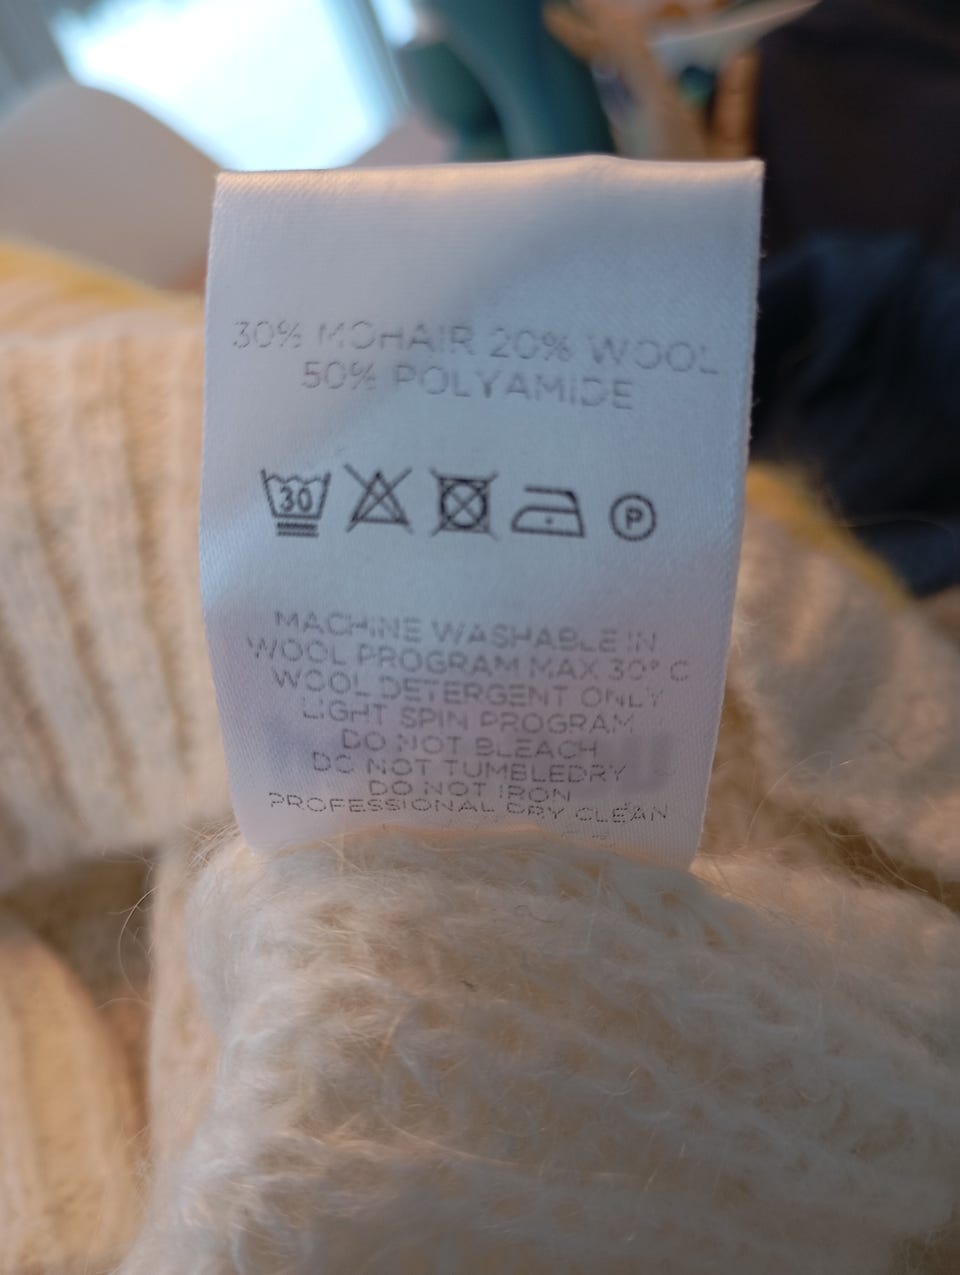 30% MOHAIR 20% WOOL
50% POLYAMIDE
30 P
MACHINE WASHABLE IN
WOOL PROGRAM MAX 30° C
WOOL DETERGENT ONLY
LIGHT SPIN PROGRAM
DO NOT BLEACH
DO NOT TUMBLEDRY
DO NOT IRON
PROFESSIONAL DRY CLEAN